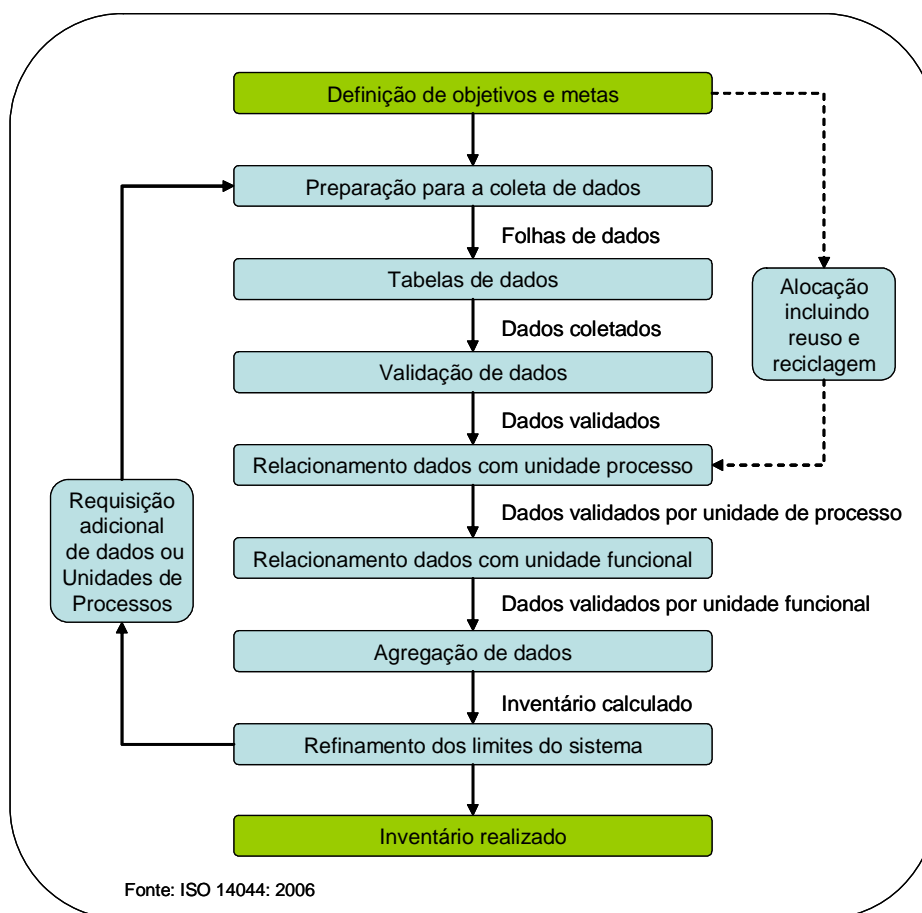 Definição de objetivos e metas
Preparação para a coleta de dados
Folhas de dados
Tabelas de dados
Alocação
incluindo
reuso e
reciclagem
Dados coletados
Validação de dados
Dados validados
Relacionamento dados com unidade processo
Requisição
adicional
de dados ou
Unidades de
Processos
Dados validados por unidade de processo
Relacionamento dados com unidade funcional
Dados validados por unidade funcional
Agregação de dados
Inventário calculado
Refinamento dos limites do sistema
Inventário realizado
Fonte: ISO 14044: 2006